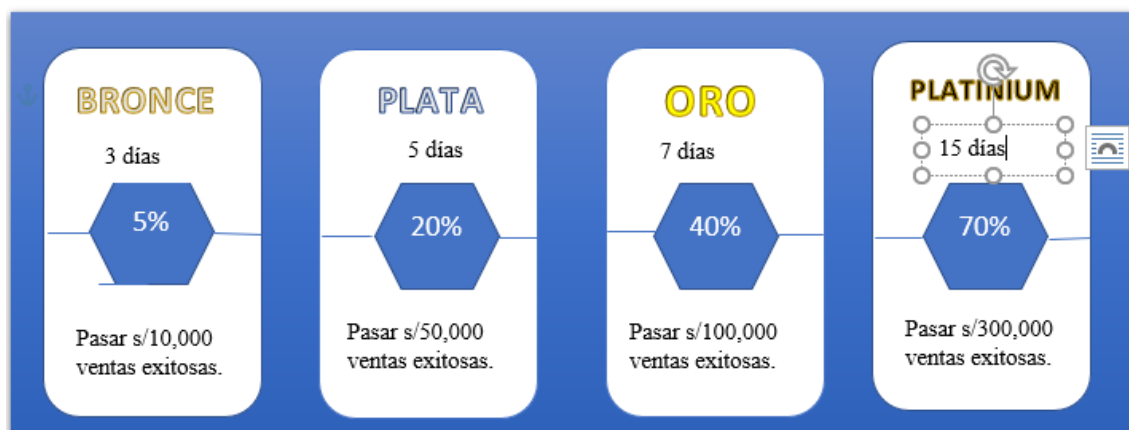 BRONCE
3 días
5%
Pasar s/10,000
ventas exitosas.
PLATA
5 días
20%
Pasar s/50,000
ventas exitosas.
ORO
7 días
40%
Pasar s/100,000
ventas exitosas.
PLATINIUM
15 días
70%
Pasar s/300,000
ventas exitosas.